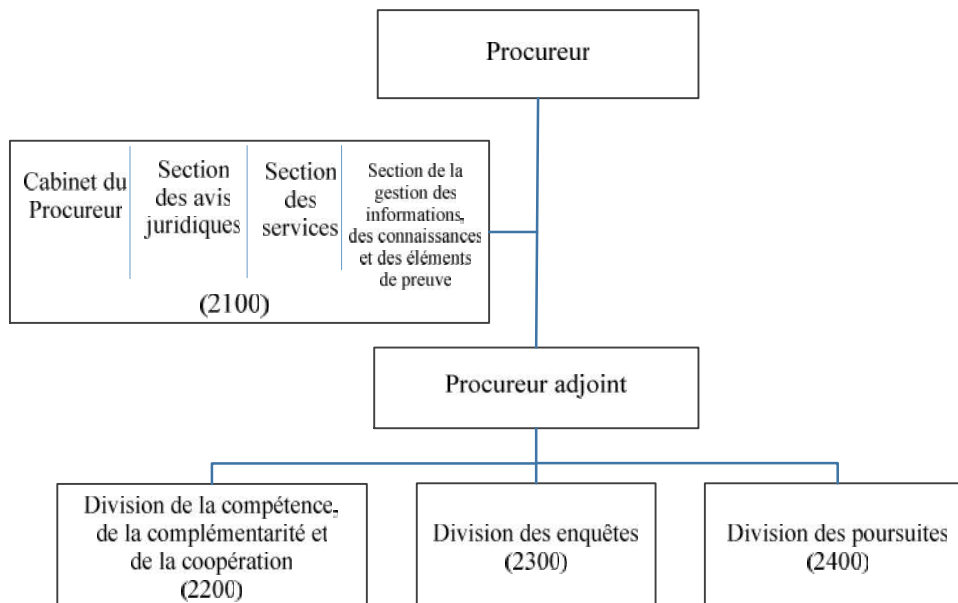 Procureur
Cabinet du
Procureur
Section
des avis
juridiques
Section
des
services
Section de la
gestion des
informations,
des connaissances
et des éléments
de preuve
(2100)
Procureur adjoint
Division de la compétence,
de la complémentarité et
de la coopération
(2200)
Division des enquêtes
(2300)
Division des poursuites
(2400)